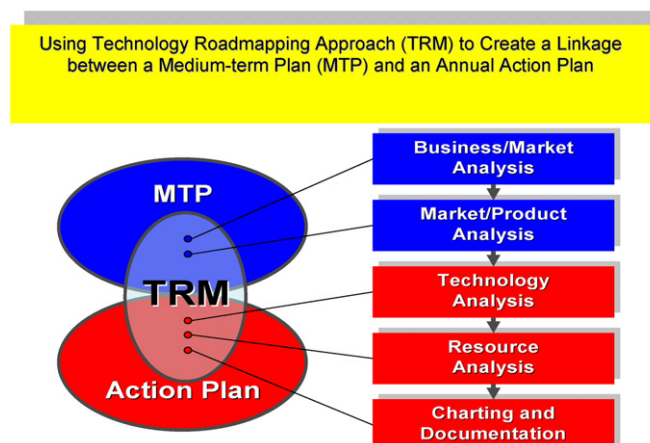 Using Technology Roadmapping Approach (TRM) to Create a Linkage
between a Medium-term Plan (MTP) and an Annual Action Plan
MTP
TRM
Action Plan
Business/Market
Analysis
Market/Product
Analysis
Technology
Analysis
Resource
Analysis
Charting and
Documentation